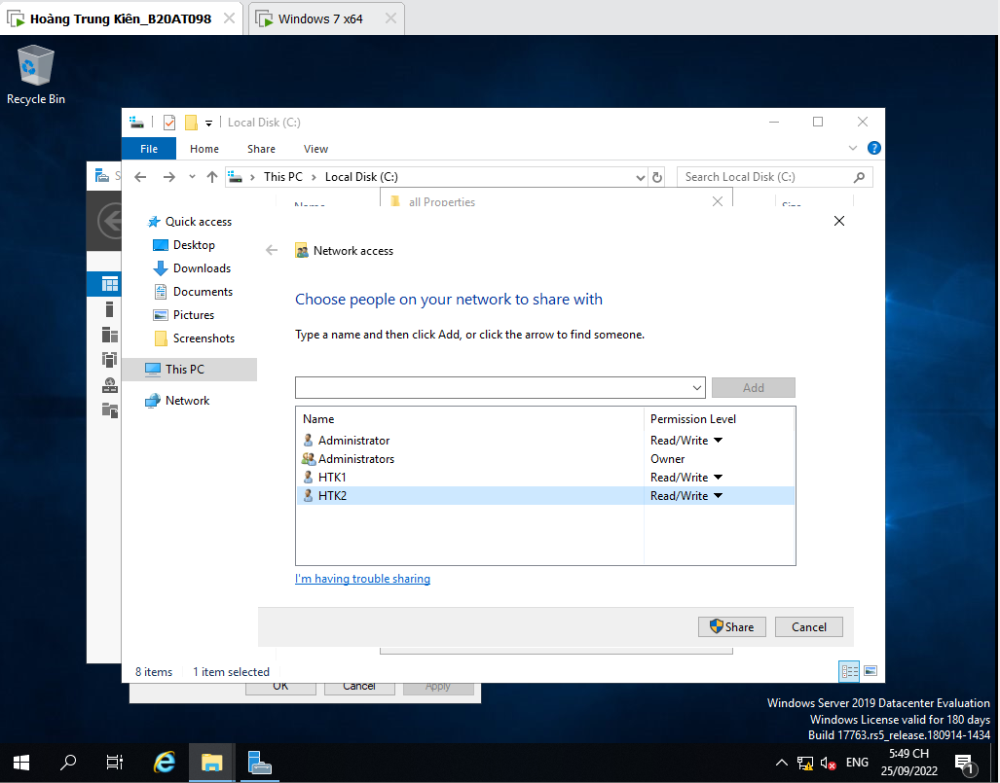 Hoàng Trung Kiên_B20AT098
Windows 7 x64
Recycle Bin
Local Disk (C:)
File Home Share View
This PC Local Disk (C:)
Search Local Disk (C:)
Name
all Properties
Size
Quick access
Desktop
Downloads
Documents
Pictures
Screenshots
This PC
Network
Network access
Choose people on your network to share with
Type a name and then click Add, or click the arrow to find someone.
Add
Name Permission Level
Administrator Read/Write
Administrators Owner
HTK1 Read/Write
HTK2 Read/Write
I'm having trouble sharing
Share Cancel
8 items 1 item selected
OK Cancel Apply
Windows Server 2019 Datacenter Evaluation
Windows License valid for 180 days
Build 17763.rs5_release.180914-1434
ENG
5:49 CH
25/09/2022
1